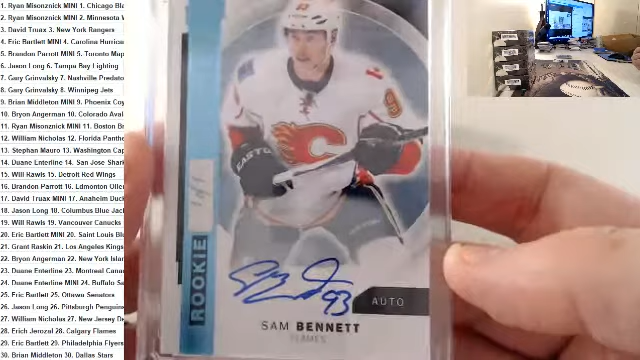 1. Ryan Misonznick MINI 1. Chicago Bla
2. Ryan Misonznick MINI 2. Minnesota W
3. David Truax 3. New York Rangers
4. Eric Bartlett MINI 4. Carolina Hurrican
5. Brandon Parrott MINI 5. Toronto Map
6. Jason Long 6. Tampa Bay Lighting
7. Gary Grinvalsky 7. Nashville Predato
8. Gary Grinvalsky 8. Winnipeg Jets
9. Brian Middleton MINI 9. Phoenix Coy
10. Bryon Angerman 10. Colorado Aval
11. Ryan Misonznick MINI 11. Boston Br
12. William Nicholas 12. Florida Panthe
13. Stephan Mauro 13. Washington Cap
14. Duane Enterline 14. San Jose Shark
15. Will Rawls 15. Detroit Red Wings
16. Brandon Parrott 16. Edmonton Oile
17. David Truax MINI 17. Anaheim Duck
18. Jason Long 18. Columbus Blue Jack
19. Will Rawls 19. Vancouver Canucks
20. Eric Bartlett MINI 20. Saint Louis Blu
21. Grant Raskin 21. Los Angeles Kings
22. Bryon Angerman 22. New York Islan
23. Duane Enterline 23. Montreal Canad
24. Duane Enterline MINI 24. Buffalo Sa
25. Eric Bartlett 25. Ottawa Senators
26. Jason Long 26. Pittsburgh Penguins
27. William Nicholas 27. New Jersey De
28. Erich Jerozal 28. Calgary Flames
29. Eric Bartlett 29. Philadelphia Flyers
30. Brian Middleton 30. Dallas Stars
EASTON
9
ROOKIE
93
AUTO
SAM BENNETT
FLAMES